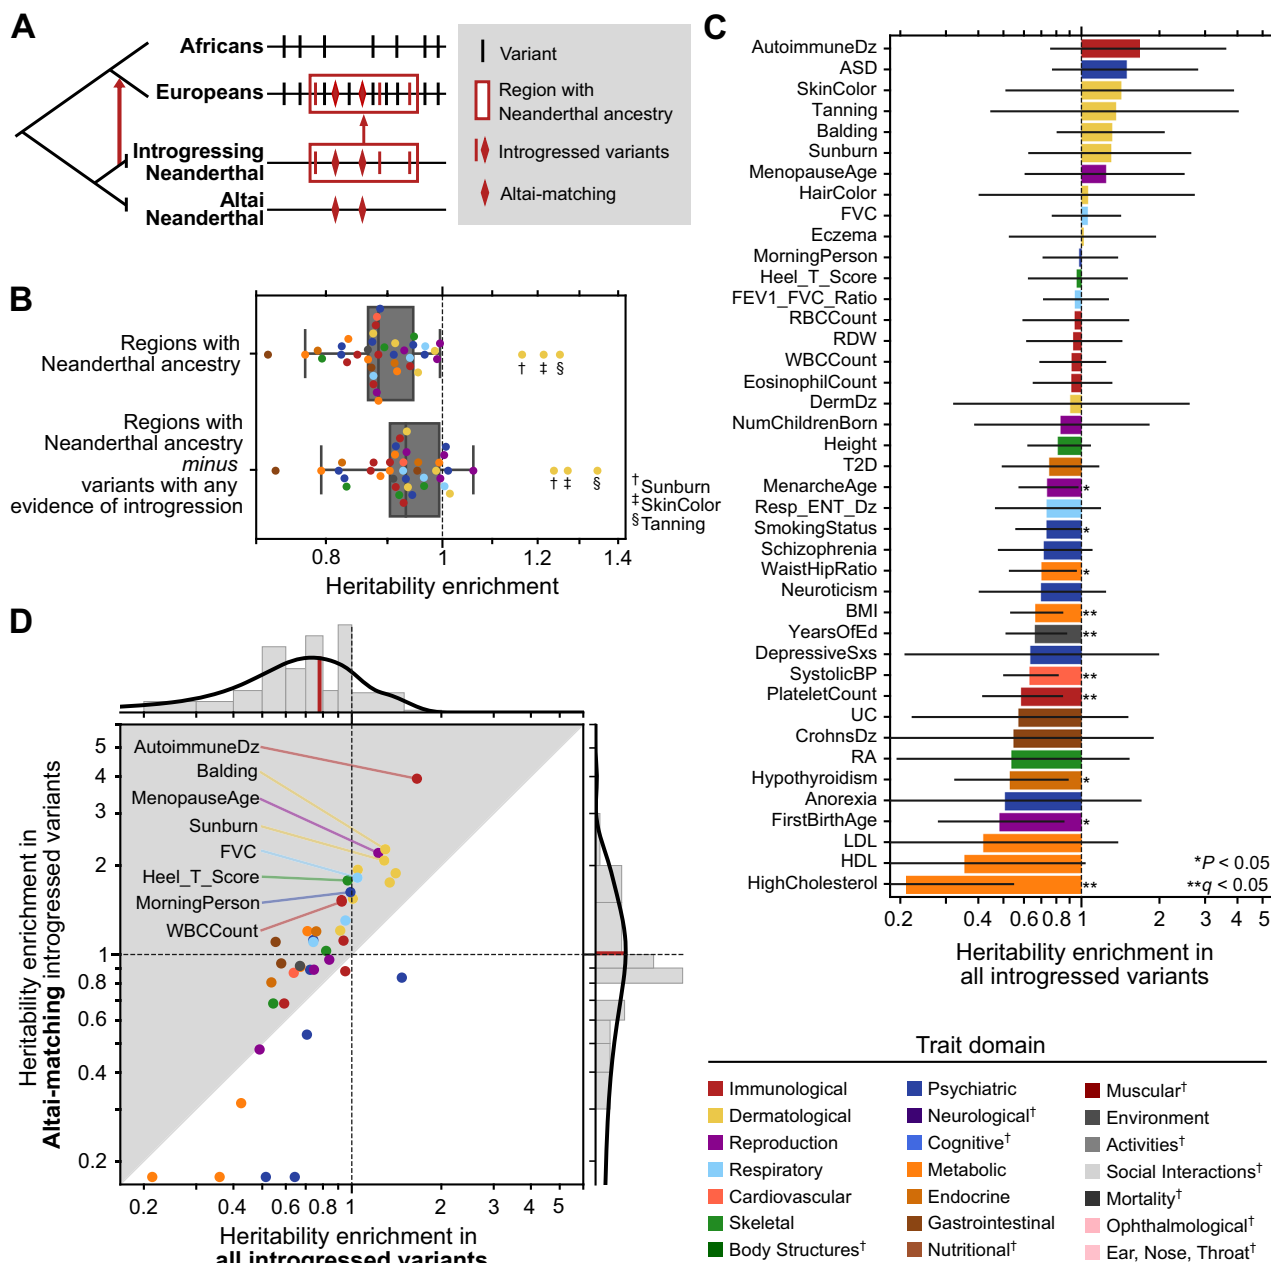 A
Africans
Europeans
Introgressing
Neanderthal
Altai
Neanderthal
Variant
Region with
Neanderthal ancestry
Introgressed variants
Altai-matching
B
Regions with
Neanderthal ancestry
Regions with
Neanderthal ancestry
minus
variants with any
evidence of introgression
† ‡ §
† ‡ §
†Sunburn
‡SkinColor
§Tanning
0.8 1 1.2 1.4
Heritability enrichment
C
AutoimmuneDz
ASD
SkinColor
Tanning
Balding
Sunburn
MenopauseAge
HairColor
FVC
Eczema
MorningPerson
Heel_T_Score
FEV1_FVC_Ratio
RBCCount
RDW
WBCCount
EosinophilCount
DermDz
NumChildrenBorn
Height
T2D
MenarcheAge *
Resp_ENT_Dz
SmokingStatus *
Schizophrenia
WaistHipRatio *
Neuroticism
BMI **
YearsOfEd **
DepressiveSxs
SystolicBP **
PlateletCount **
UC
CrohnsDz
RA
Hypothyroidism *
Anorexia
FirstBirthAge *
LDL
HDL
HighCholesterol **
*P < 0.05
**q < 0.05
0.2 0.4 0.6 0.8 1 2 3 4 5
Heritability enrichment in
all introgressed variants
D
Heritability enrichment in
Altai-matching introgressed variants
5
4
3
2
1
0.8
0.6
0.4
0.2
AutoimmuneDz
Balding
MenopauseAge
Sunburn
FVC
Heel_T_Score
MorningPerson
WBCCount
0.2 0.4 0.6 0.8 1 2 3 4 5
Heritability enrichment in
all introgressed variants
Trait domain
Immunological
Dermatological
Reproduction
Respiratory
Cardiovascular
Skeletal
Body Structures†
Psychiatric
Neurological†
Cognitive†
Metabolic
Endocrine
Gastrointestinal
Nutritional†
Muscular†
Environment
Activities†
Social Interactions†
Mortality†
Ophthalmological†
Ear, Nose, Throat†